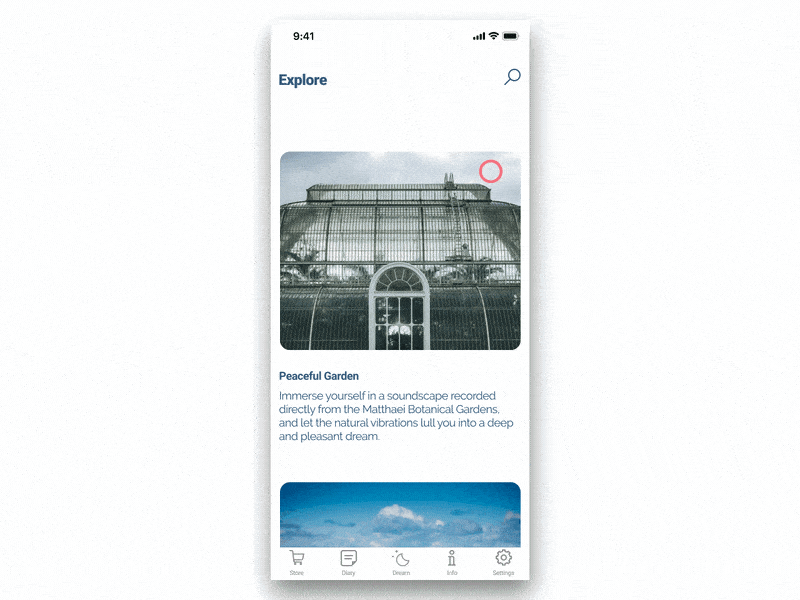 9:41
Explore
Peaceful Garden
Immerse yourself in a soundscape recorded
directly from the Matthaei Botanical Gardens,
and let the natural vibrations lull you into a deep
and pleasant dream.
Store
Diary
Dream
Info
Settings